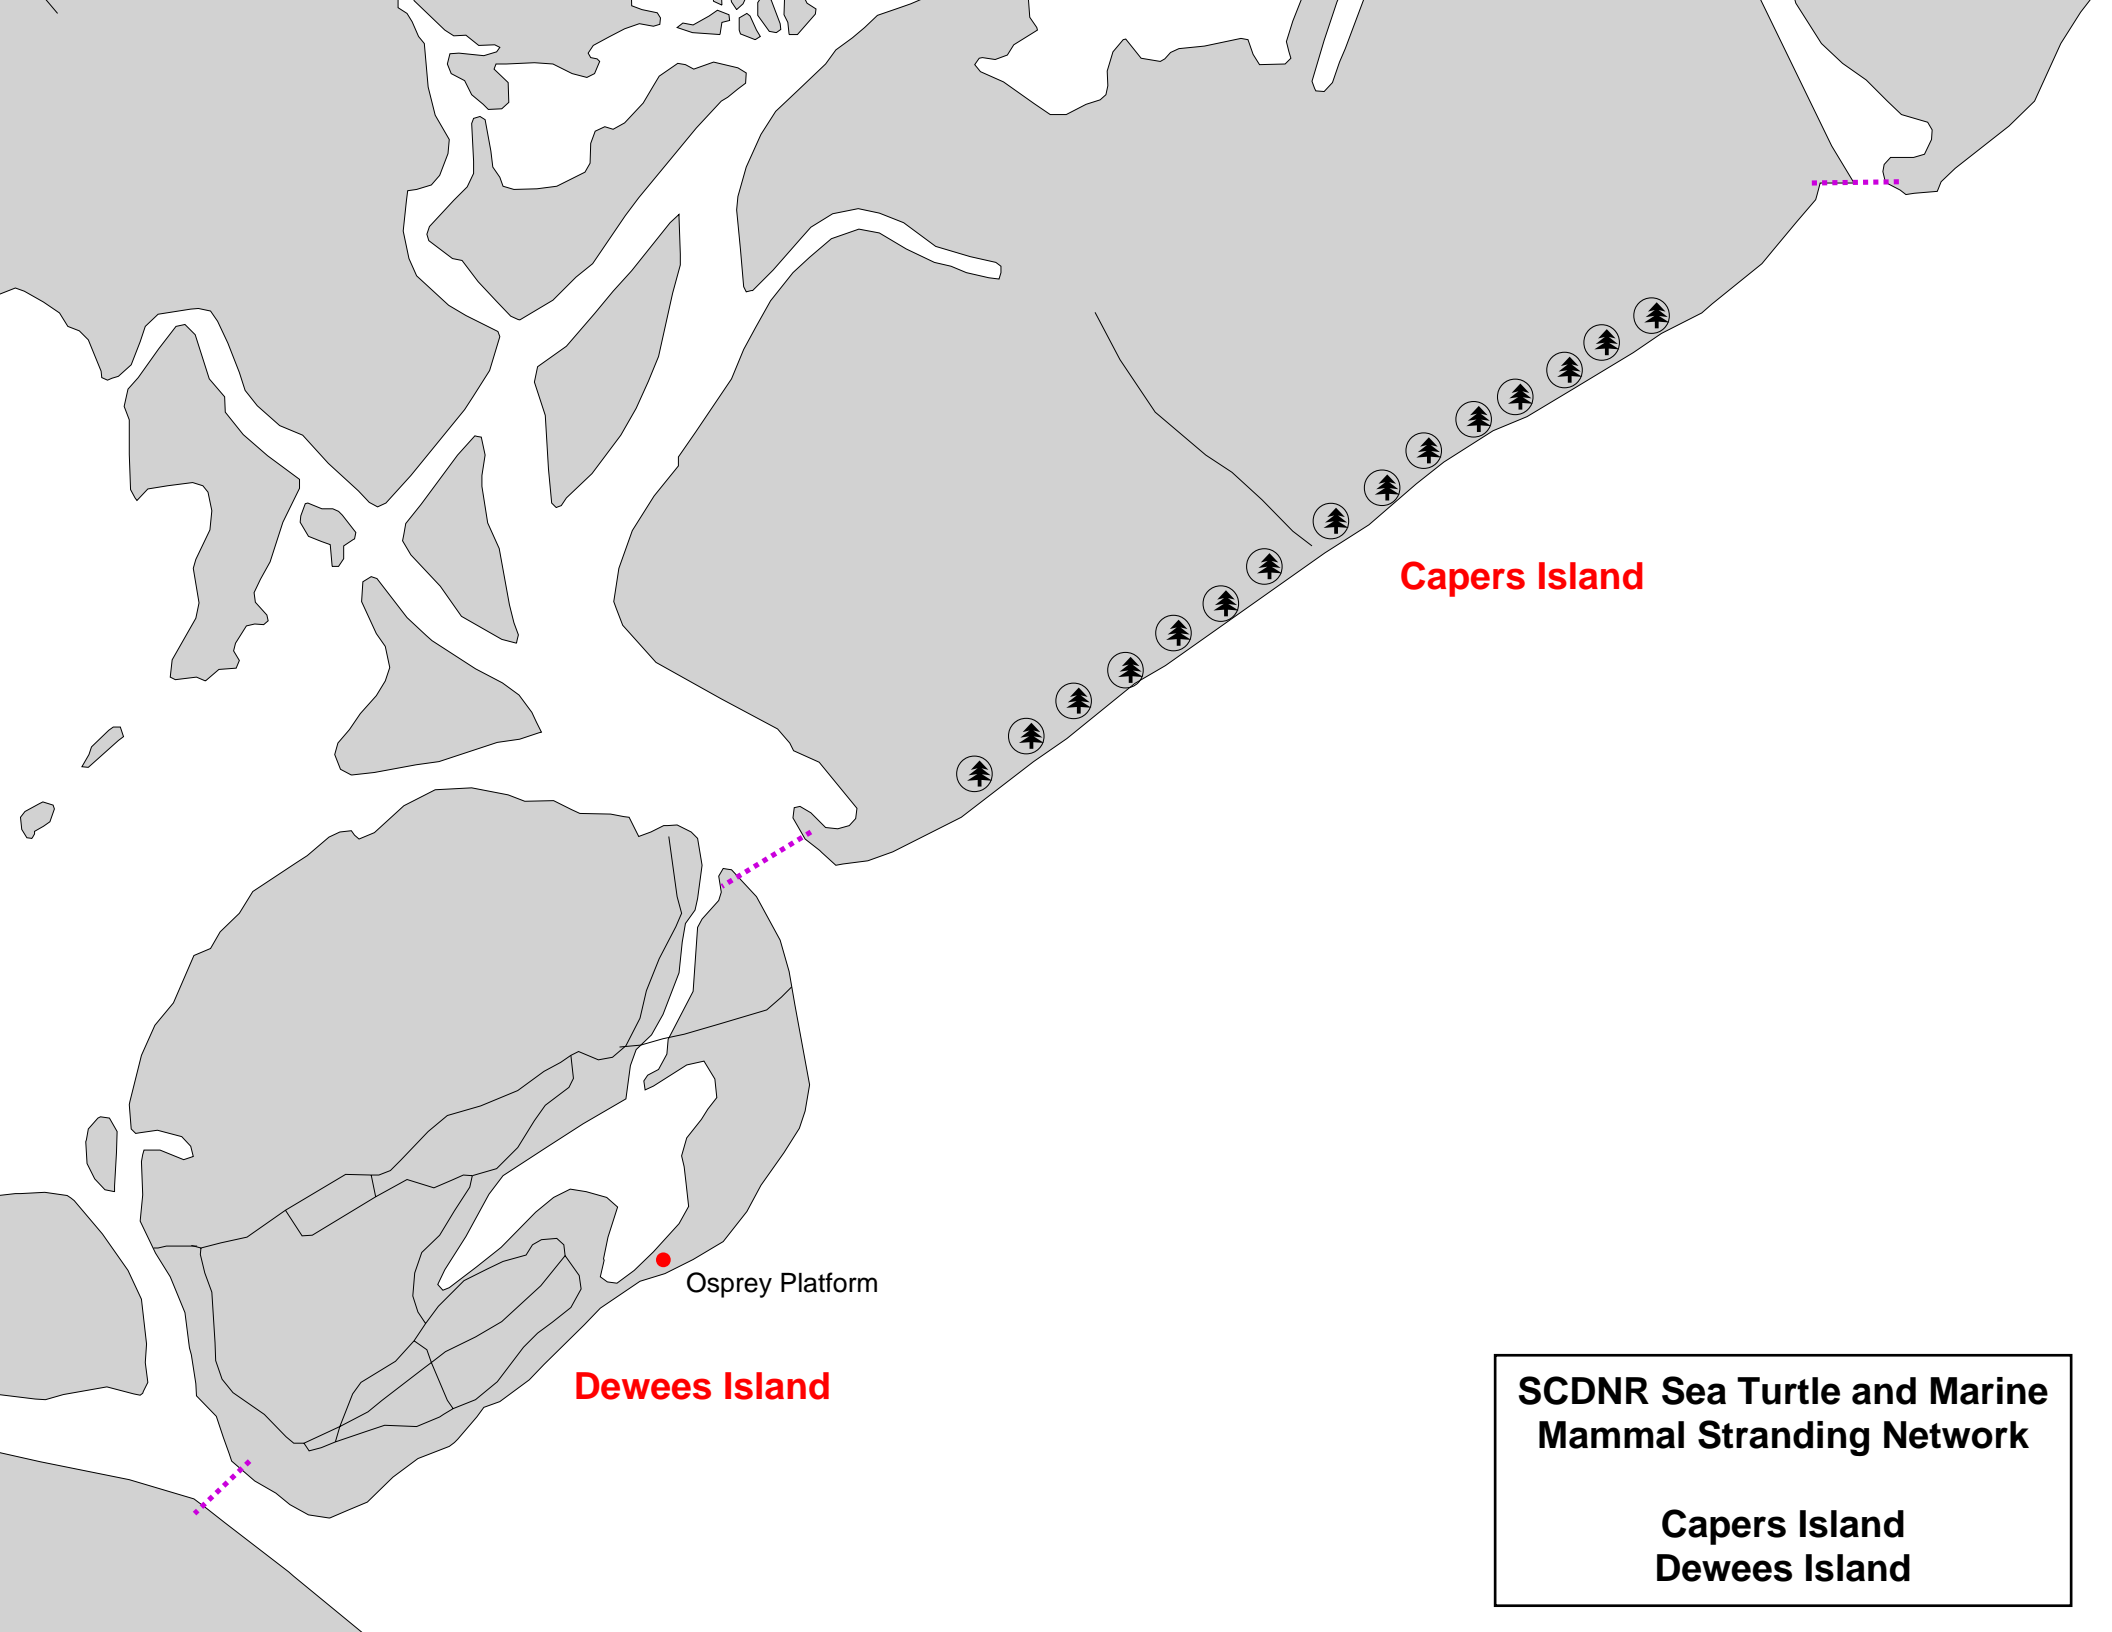 Capers Island
Osprey Platform
Dewees Island
SCDNR Sea Turtle and Marine
Mammal Stranding Network
Capers Island
Dewees Island